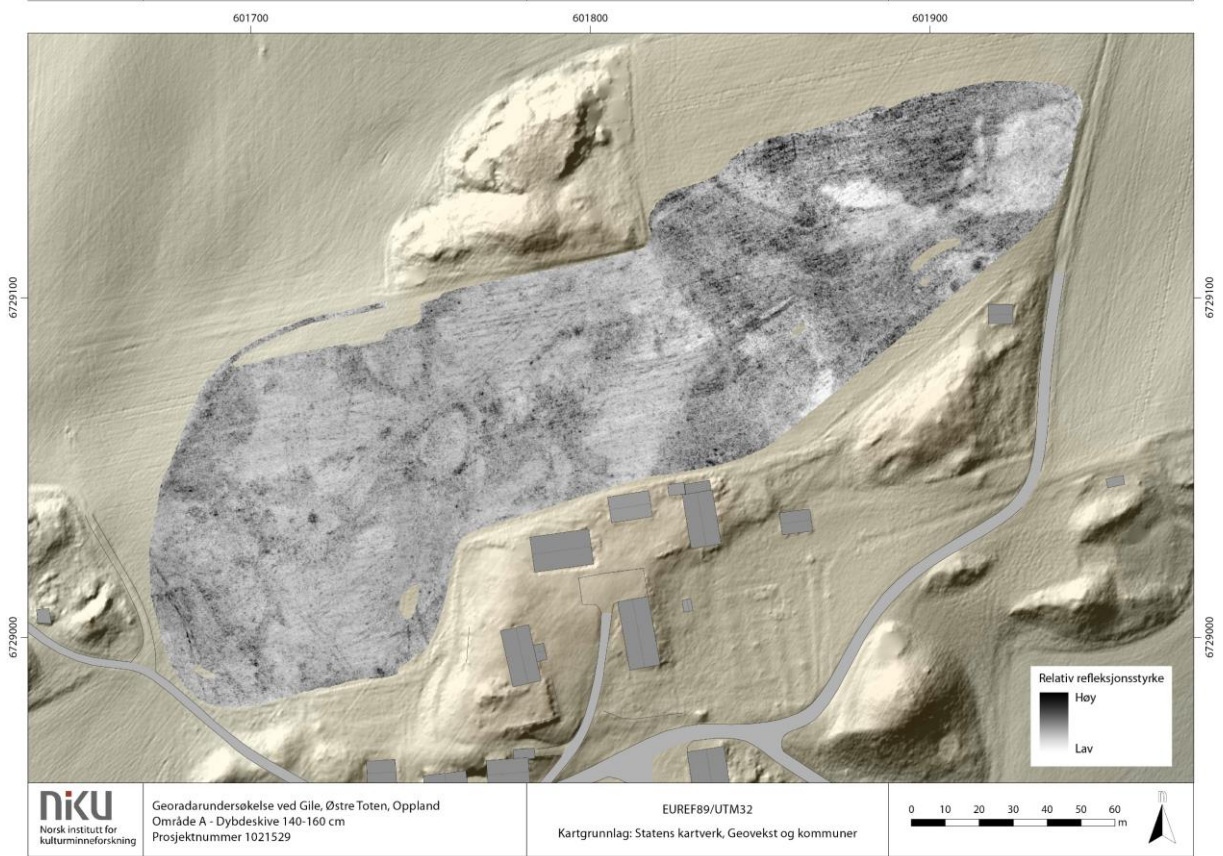 601700
601800
601900
6729100
6729100
6729000
6729000
Relativ refleksjonsstyrke
Høy
Lav
NIKU
Norsk institutt for
kulturminneforskning
Georadarundersøkelse ved Gile, Østre Toten, Oppland
Område A - Dybdeskive 140-160 cm
Prosjektnummer 1021529
EUREF89/UTM32
Kartgrunnlag: Statens kartverk, Geovekst og kommuner
0 10 20 30 40 50 60
m
N